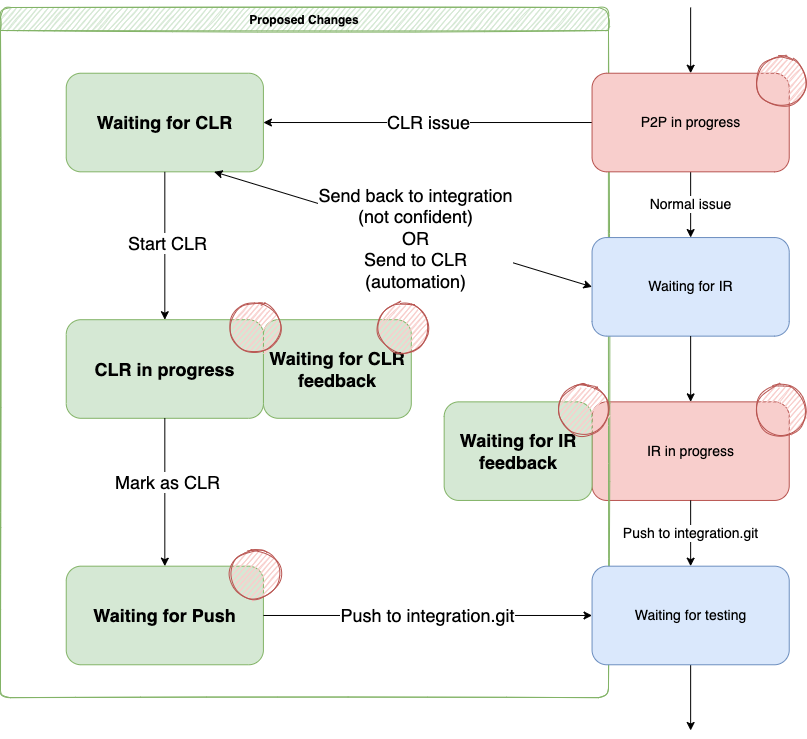 Proposed Changes
Waiting for CLR
CLR issue
P2P in progress
Send back to integration
(not confident)
OR
Send to CLR
(automation)
Normal issue
Start CLR
Waiting for IR
CLR in progress
Waiting for CLR
feedback
Waiting for IR
feedback
IR in progress
Mark as CLR
Push to integration.git
Waiting for Push
Push to integration.git
Waiting for testing